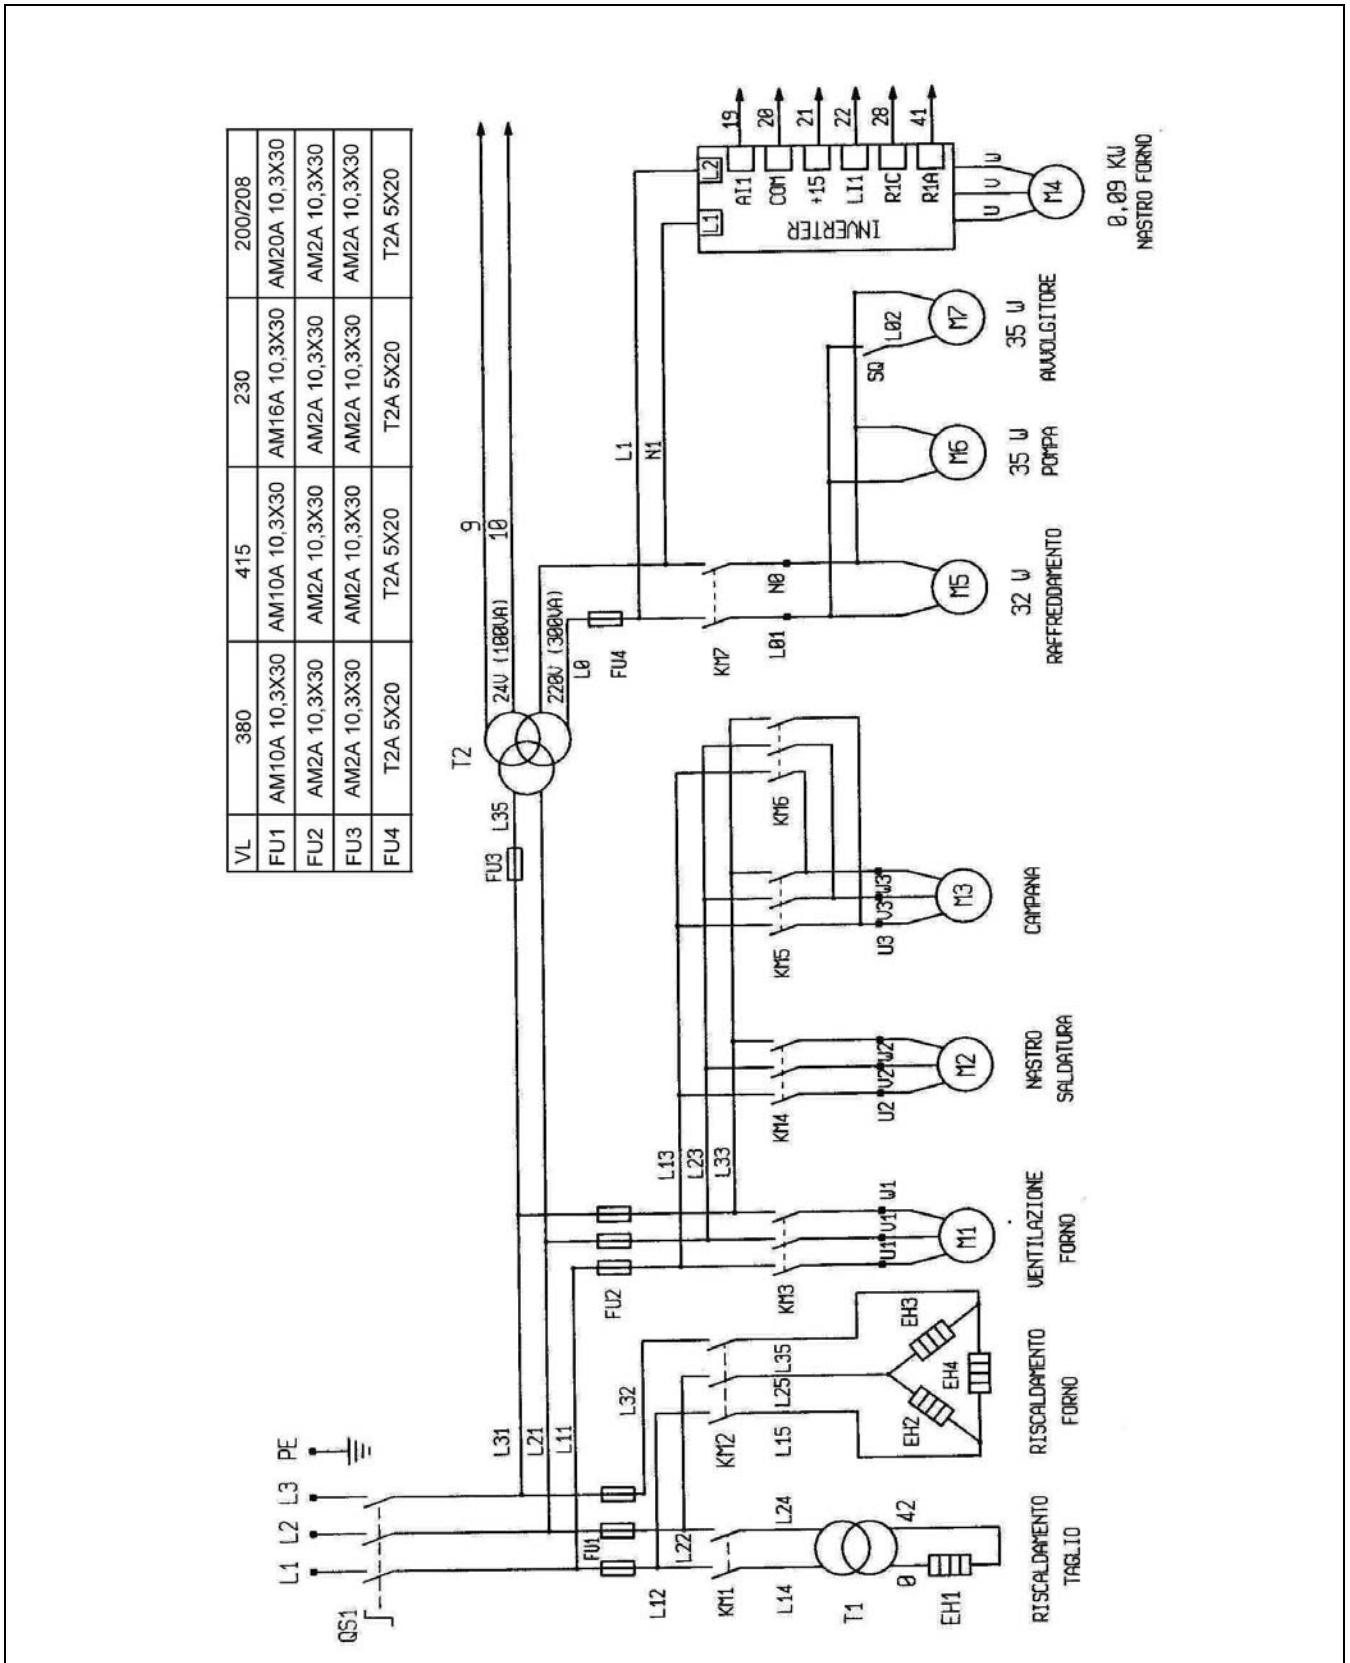 VL 380 415 230 200/208
FU1 AM10A 10,3X30 AM10A 10,3X30 AM16A 10,3X30 AM20A 10,3X30
FU2 AM2A 10,3X30 AM2A 10,3X30 AM2A 10,3X30 AM2A 10,3X30
FU3 AM2A 10,3X30 AM2A 10,3X30 AM2A 10,3X30 AM2A 10,3X30
FU4 T2A 5X20 T2A 5X20 T2A 5X20 T2A 5X20
L1 L2 L3 PE
QS1
L31
L21
L11
FU1
FU2
FU3
L35
T2
9
24V (100VA)
10
220V (300VA)
L0
FU4
L1
N1
L12
L22
L32
L13
L23
L33
KM1
KM2
KM3
KM4
KM5
KM6
KM7
L14
L24
L15
L25
L35
U1 V1 W1
U2 V2 W2
U3 V3 W3
L01
N0
SQ
L02
T1
0
42
EH1
EH2
EH3
EH4
M1
M2
M3
M5
M6
M7
L1
L2
INVERTER
AI1
COM
+15
LI1
R1C
R1A
19
20
21
22
28
41
U
V
W
M4
RISCALDAMENTO
TAGLIO
RISCALDAMENTO
FORNO
VENTILAZIONE
FORNO
NASTRO
SALDATURA
CAMPANA
32 W
RAFFREDDAMENTO
35 W
POMPA
35 W
AVVOLGITORE
0,09 KW
NASTRO FORNO